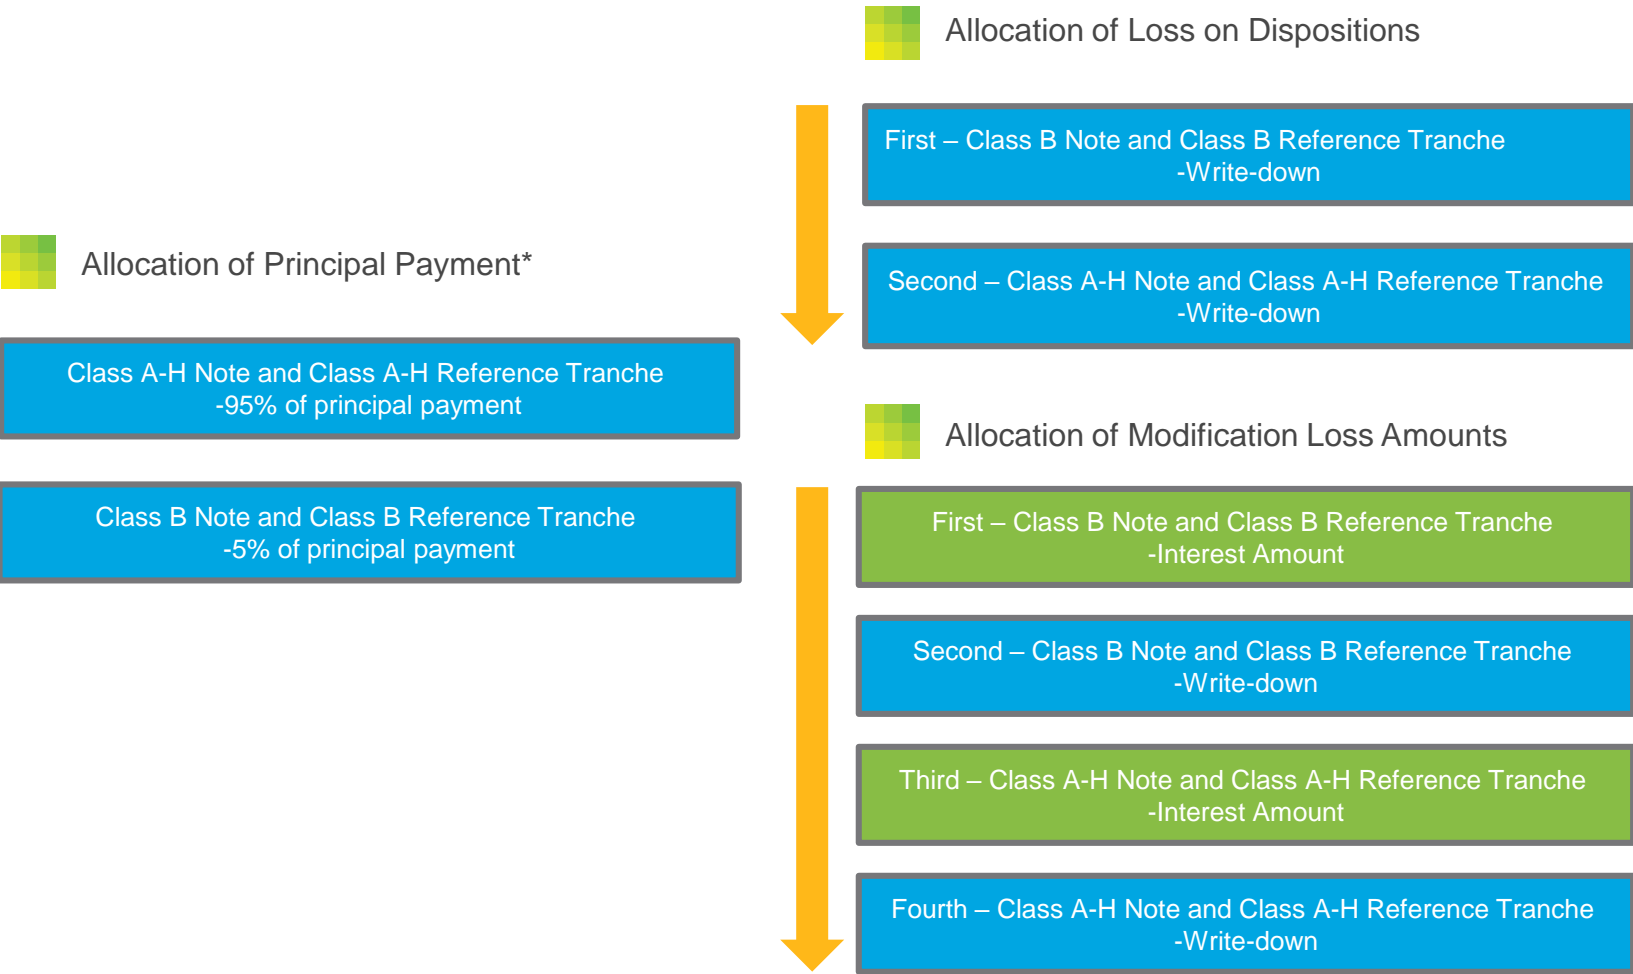 Allocation of Principal Payment*
Class A-H Note and Class A-H Reference Tranche
-95% of principal payment
Class B Note and Class B Reference Tranche
-5% of principal payment
Allocation of Loss on Dispositions
First – Class B Note and Class B Reference Tranche
-Write-down
Second – Class A-H Note and Class A-H Reference Tranche
-Write-down
Allocation of Modification Loss Amounts
First – Class B Note and Class B Reference Tranche
-Interest Amount
Second – Class B Note and Class B Reference Tranche
-Write-down
Third – Class A-H Note and Class A-H Reference Tranche
-Interest Amount
Fourth – Class A-H Note and Class A-H Reference Tranche
-Write-down